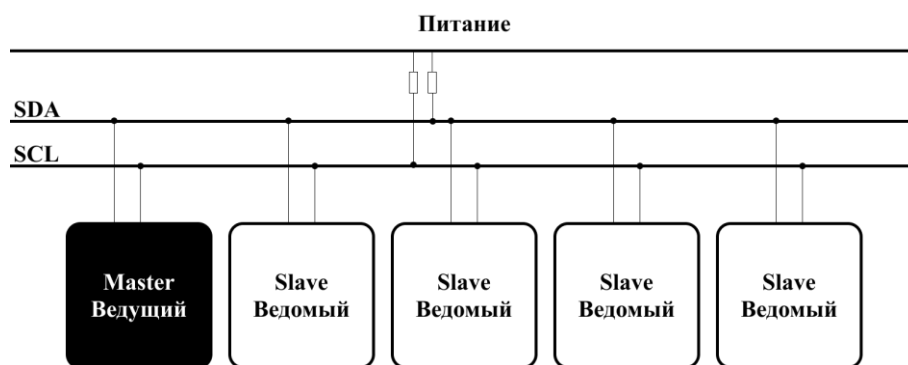 Питание
SDA
SCL
Master
Ведущий
Slave
Ведомый
Slave
Ведомый
Slave
Ведомый
Slave
Ведомый